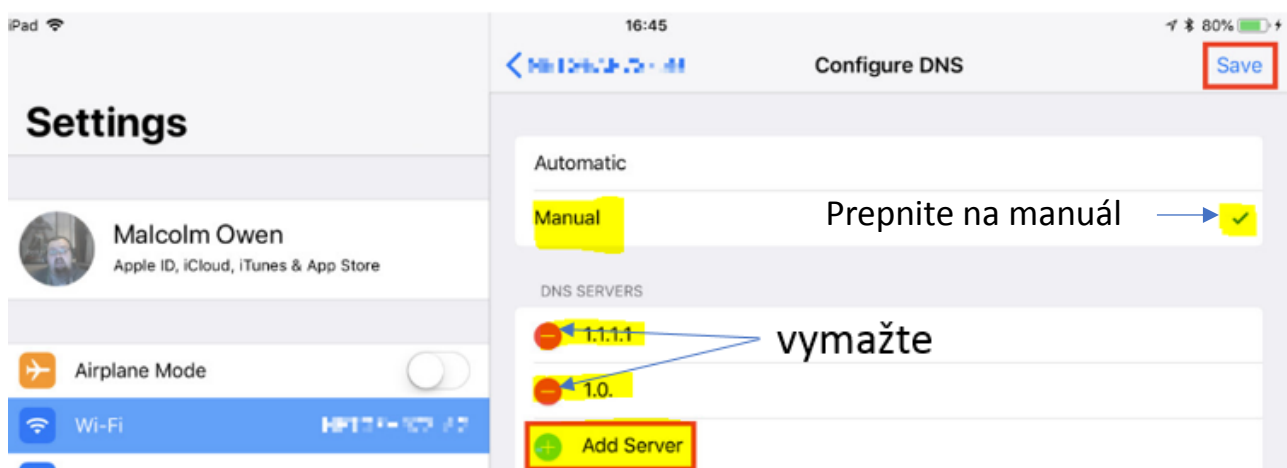 iPad 16:45 80%
Configure DNS Save
Settings
Automatic
Manual Prepnite na manuál
Malcolm Owen
Apple ID, iCloud, iTunes & App Store
DNS SERVERS
1.1.1.1
vymažte
1.0.
Airplane Mode
Wi-Fi
Add Server